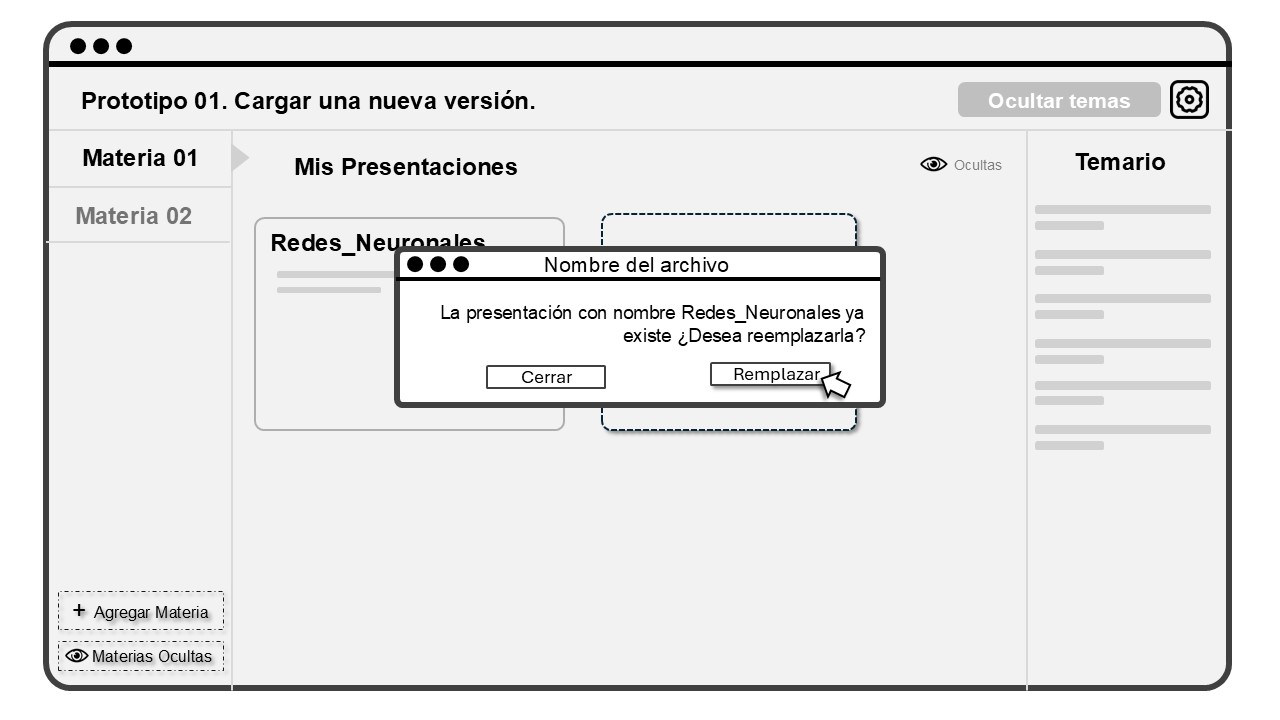 Prototipo 01. Cargar una nueva versión.
Ocultar temas
Materia 01
Materia 02
Mis Presentaciones
Ocultas
Temario
Redes_Neuronales
Nombre del archivo
La presentación con nombre Redes_Neuronales ya
existe ¿Desea reemplazarla?
Cerrar
Remplazar
+ Agregar Materia
Materias Ocultas